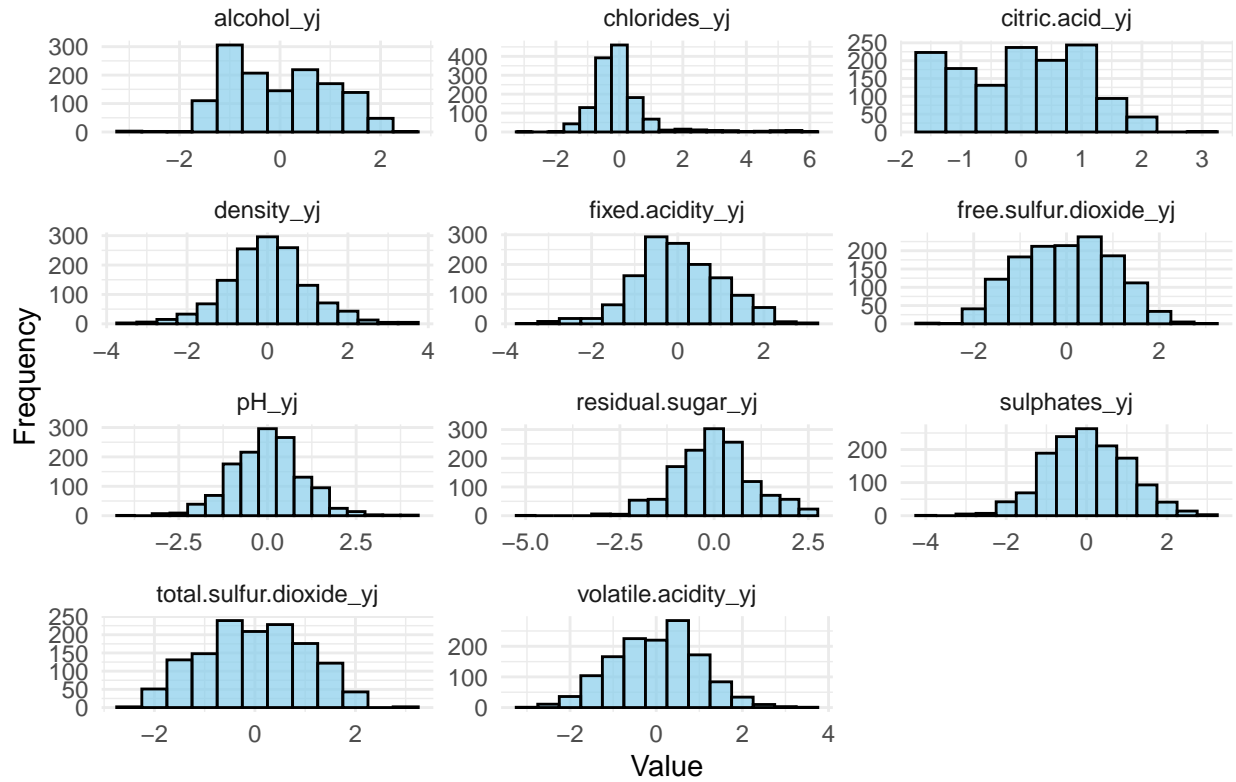 alcohol_yj
300
200
100
0
−2 0 2
chlorides_yj
400
300
200
100
0
−2 0 2 4 6
citric.acid_yj
250
200
150
100
50
0
−2 −1 0 1 2 3
density_yj
300
200
100
0
−4 −2 0 2 4
fixed.acidity_yj
300
200
100
0
−4 −2 0 2
free.sulfur.dioxide_yj
200
150
100
50
0
−2 0 2
pH_yj
300
200
100
0
−2.5 0.0 2.5
residual.sugar_yj
300
200
100
0
−5.0 −2.5 0.0 2.5
sulphates_yj
200
100
0
−4 −2 0 2
total.sulfur.dioxide_yj
250
200
150
100
50
0
−2 0 2
volatile.acidity_yj
200
100
0
−2 0 2 4
Frequency
Value